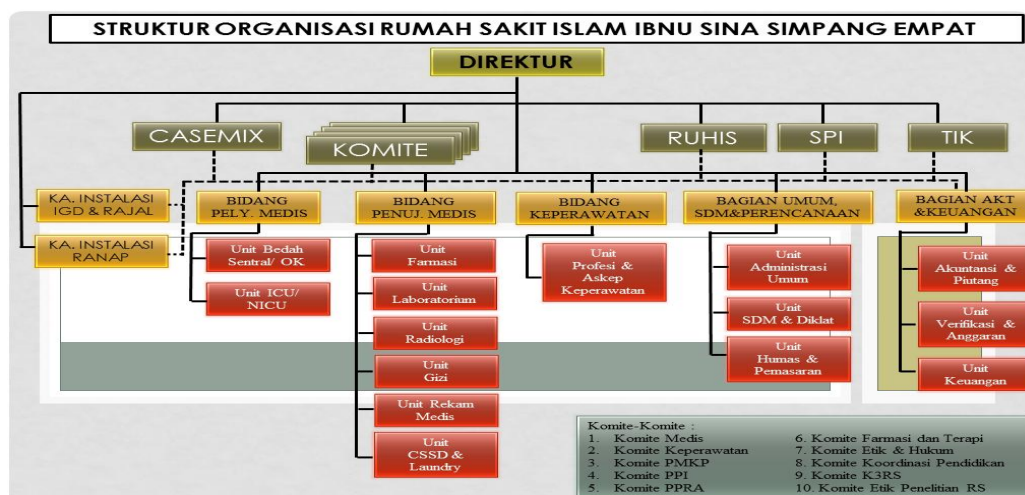 STRUKTUR ORGANISASI RUMAH SAKIT ISLAM IBNU SINA SIMPANG EMPAT
DIREKTUR
CASEMIX
KOMITE
RUHIS
SPI
TIK
KA. INSTALASI
IGD & RAJAL
KA. INSTALASI
RANAP
BIDANG
PELY. MEDIS
Unit Bedah
Sentral/ OK
Unit ICU/
NICU
BIDANG
PENUJ. MEDIS
Unit
Farmasi
Unit
Laboratorium
Unit
Radiologi
Unit
Gizi
Unit Rekam
Medis
Unit
CSSD &
Laundry
BIDANG
KEPERAWATAN
Unit
Profesi &
Askep
Keperawatan
BAGIAN UMUM,
SDM&PERENCANAAN
Unit
Administrasi
Umum
Unit
SDM & Diklat
Unit
Humas &
Pemasaran
BAGIAN AKT
&KEUANGAN
Unit
Akuntansi &
Piutang
Unit
Verifikasi &
Anggaran
Unit
Keuangan
Komite-Komite :
1. Komite Medis
2. Komite Keperawatan
3. Komite PMKP
4. Komite PPI
5. Komite PPRA
6. Komite Farmasi dan Terapi
7. Komite Etik & Hukum
8. Komite Koordinasi Pendidikan
9. Komite K3RS
10. Komite Etik Penelitian RS